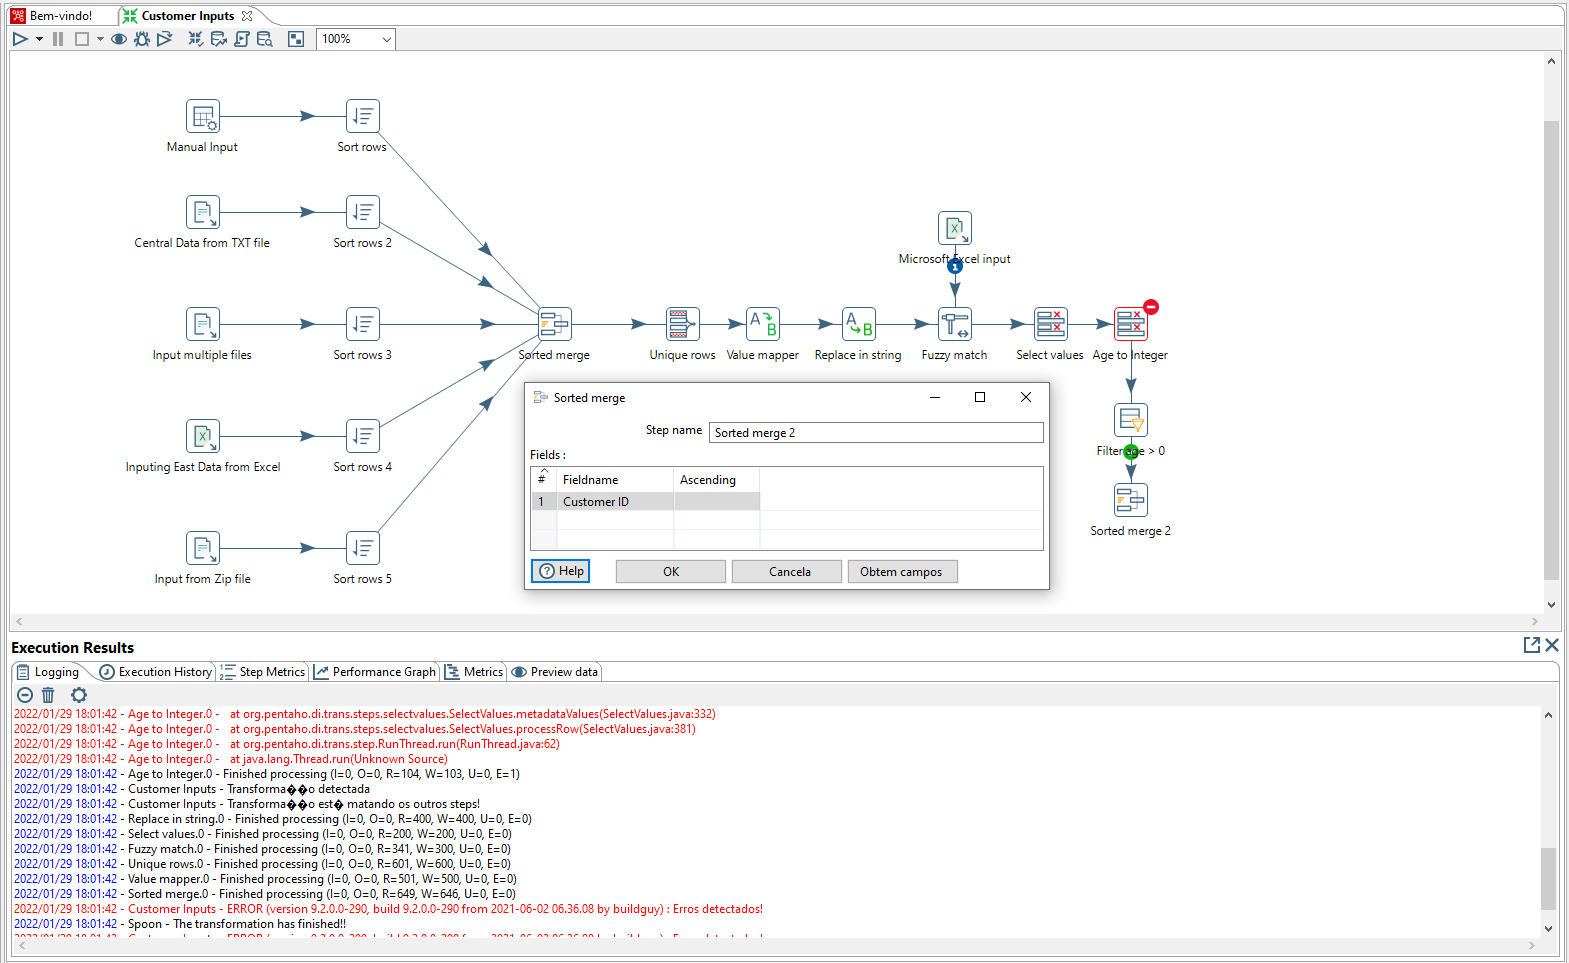 Bem-vindo!
Customer Inputs
100%
Manual Input
Sort rows
Central Data from TXT file
Sort rows 2
Microsoft Excel input
1
Input multiple files
Sort rows 3
Sorted merge
Unique rows
Value mapper
Replace in string
Fuzzy match
Select values
Age to Integer
Inputing East Data from Excel
Sort rows 4
Filter age > 0
Sorted merge 2
Input from Zip file
Sort rows 5
Sorted merge
Step name Sorted merge 2
Fields :
# Fieldname Ascending
1 Customer ID
Help OK Cancela Obtem campos
Execution Results
Logging Execution History Step Metrics Performance Graph Metrics Preview data
2022/01/29 18:01:42 - Age to Integer.0 - at org.pentaho.di.trans.steps.selectvalues.SelectValues.metadataValues(SelectValues.java:332)
2022/01/29 18:01:42 - Age to Integer.0 - at org.pentaho.di.trans.steps.selectvalues.SelectValues.processRow(SelectValues.java:381)
2022/01/29 18:01:42 - Age to Integer.0 - at org.pentaho.di.trans.step.RunThread.run(RunThread.java:62)
2022/01/29 18:01:42 - Age to Integer.0 - at java.lang.Thread.run(Unknown Source)
2022/01/29 18:01:42 - Age to Integer.0 - Finished processing (I=0, O=0, R=104, W=103, U=0, E=1)
2022/01/29 18:01:42 - Customer Inputs - Transforma��o detectada
2022/01/29 18:01:42 - Customer Inputs - Transforma��o est� matando os outros steps!
2022/01/29 18:01:42 - Replace in string.0 - Finished processing (I=0, O=0, R=400, W=400, U=0, E=0)
2022/01/29 18:01:42 - Select values.0 - Finished processing (I=0, O=0, R=200, W=200, U=0, E=0)
2022/01/29 18:01:42 - Fuzzy match.0 - Finished processing (I=0, O=0, R=341, W=300, U=0, E=0)
2022/01/29 18:01:42 - Unique rows.0 - Finished processing (I=0, O=0, R=601, W=600, U=0, E=0)
2022/01/29 18:01:42 - Value mapper.0 - Finished processing (I=0, O=0, R=501, W=500, U=0, E=0)
2022/01/29 18:01:42 - Sorted merge.0 - Finished processing (I=0, O=0, R=649, W=646, U=0, E=0)
2022/01/29 18:01:42 - Customer Inputs - ERROR (version 9.2.0.0-290, build 9.2.0.0-290 from 2021-06-02 06.36.08 by buildguy) : Erros detectados!
2022/01/29 18:01:42 - Spoon - The transformation has finished!!